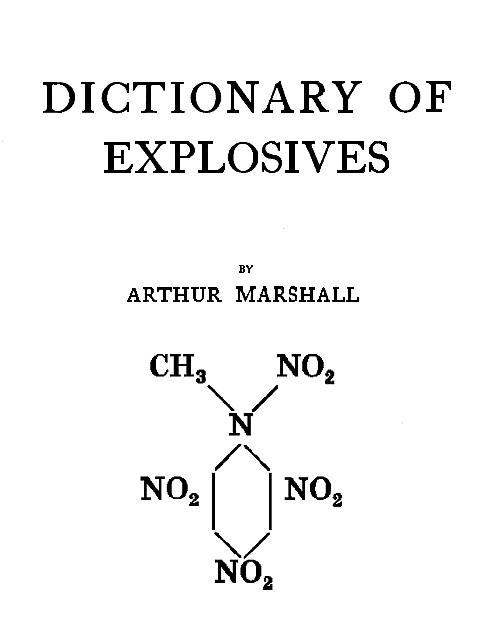 DICTIONARY OF
EXPLOSIVES
BY
ARTHUR MARSHALL
CH₃ NO₂
N
NO₂ NO₂
NO₂